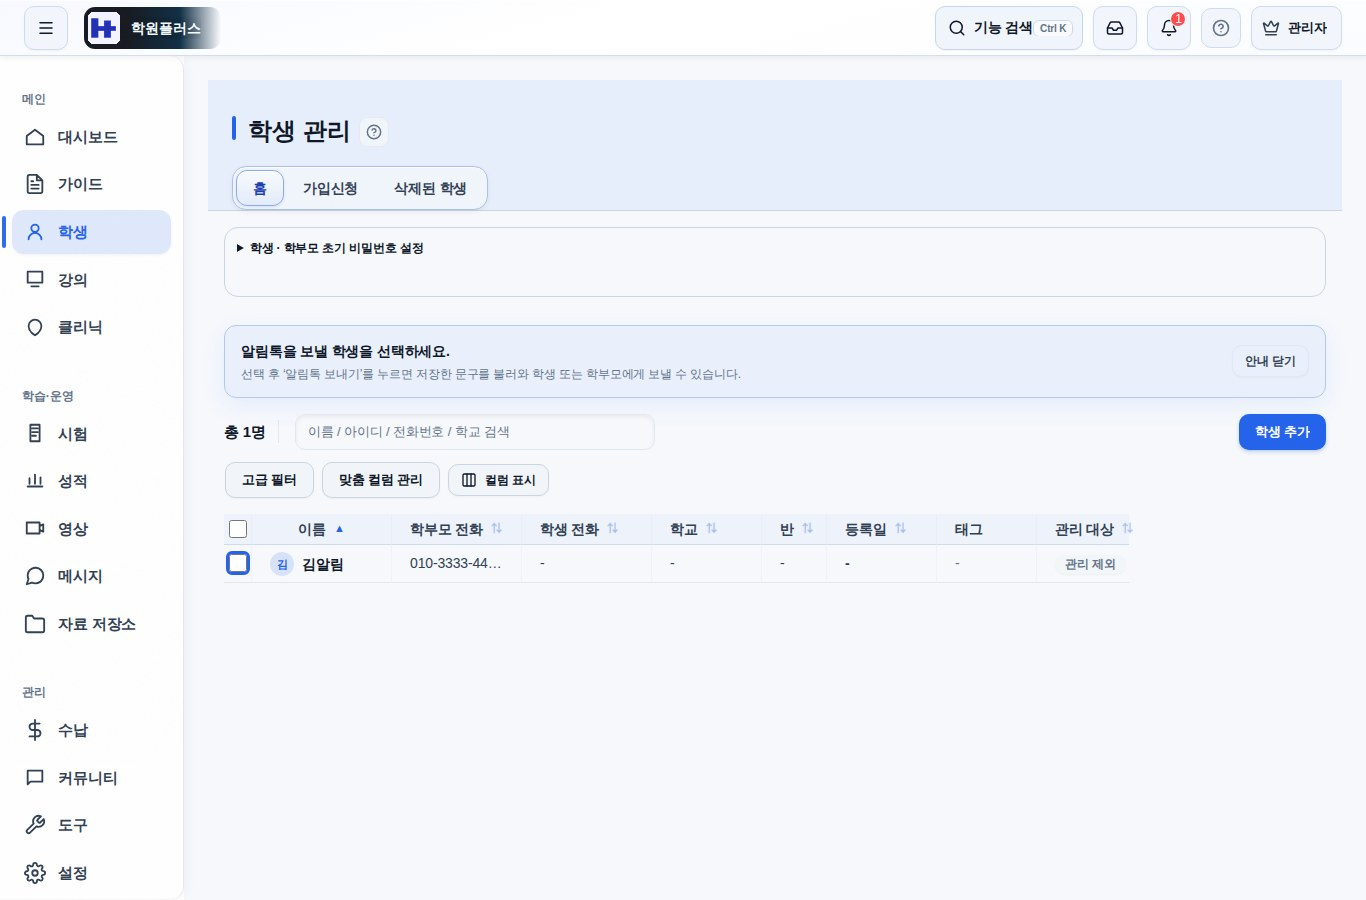 학원플러스
기능 검색 Ctrl K
1
관리자
메인
대시보드
가이드
학생
강의
클리닉
학습·운영
시험
성적
영상
메시지
자료 저장소
관리
수납
커뮤니티
도구
설정
학생 관리
홈 가입신청 삭제된 학생
▶ 학생 · 학부모 초기 비밀번호 설정
알림톡을 보낼 학생을 선택하세요.
선택 후 '알림톡 보내기'를 누르면 저장한 문구를 불러와 학생 또는 학부모에게 보낼 수 있습니다.
안내 닫기
총 1명 이름 / 아이디 / 전화번호 / 학교 검색 학생 추가
고급 필터 맞춤 컬럼 관리 컬럼 표시
이름 ▲ 학부모 전화 학생 전화 학교 반 등록일 태그 관리 대상
김 김알림 010-3333-44… - - - - - 관리 제외